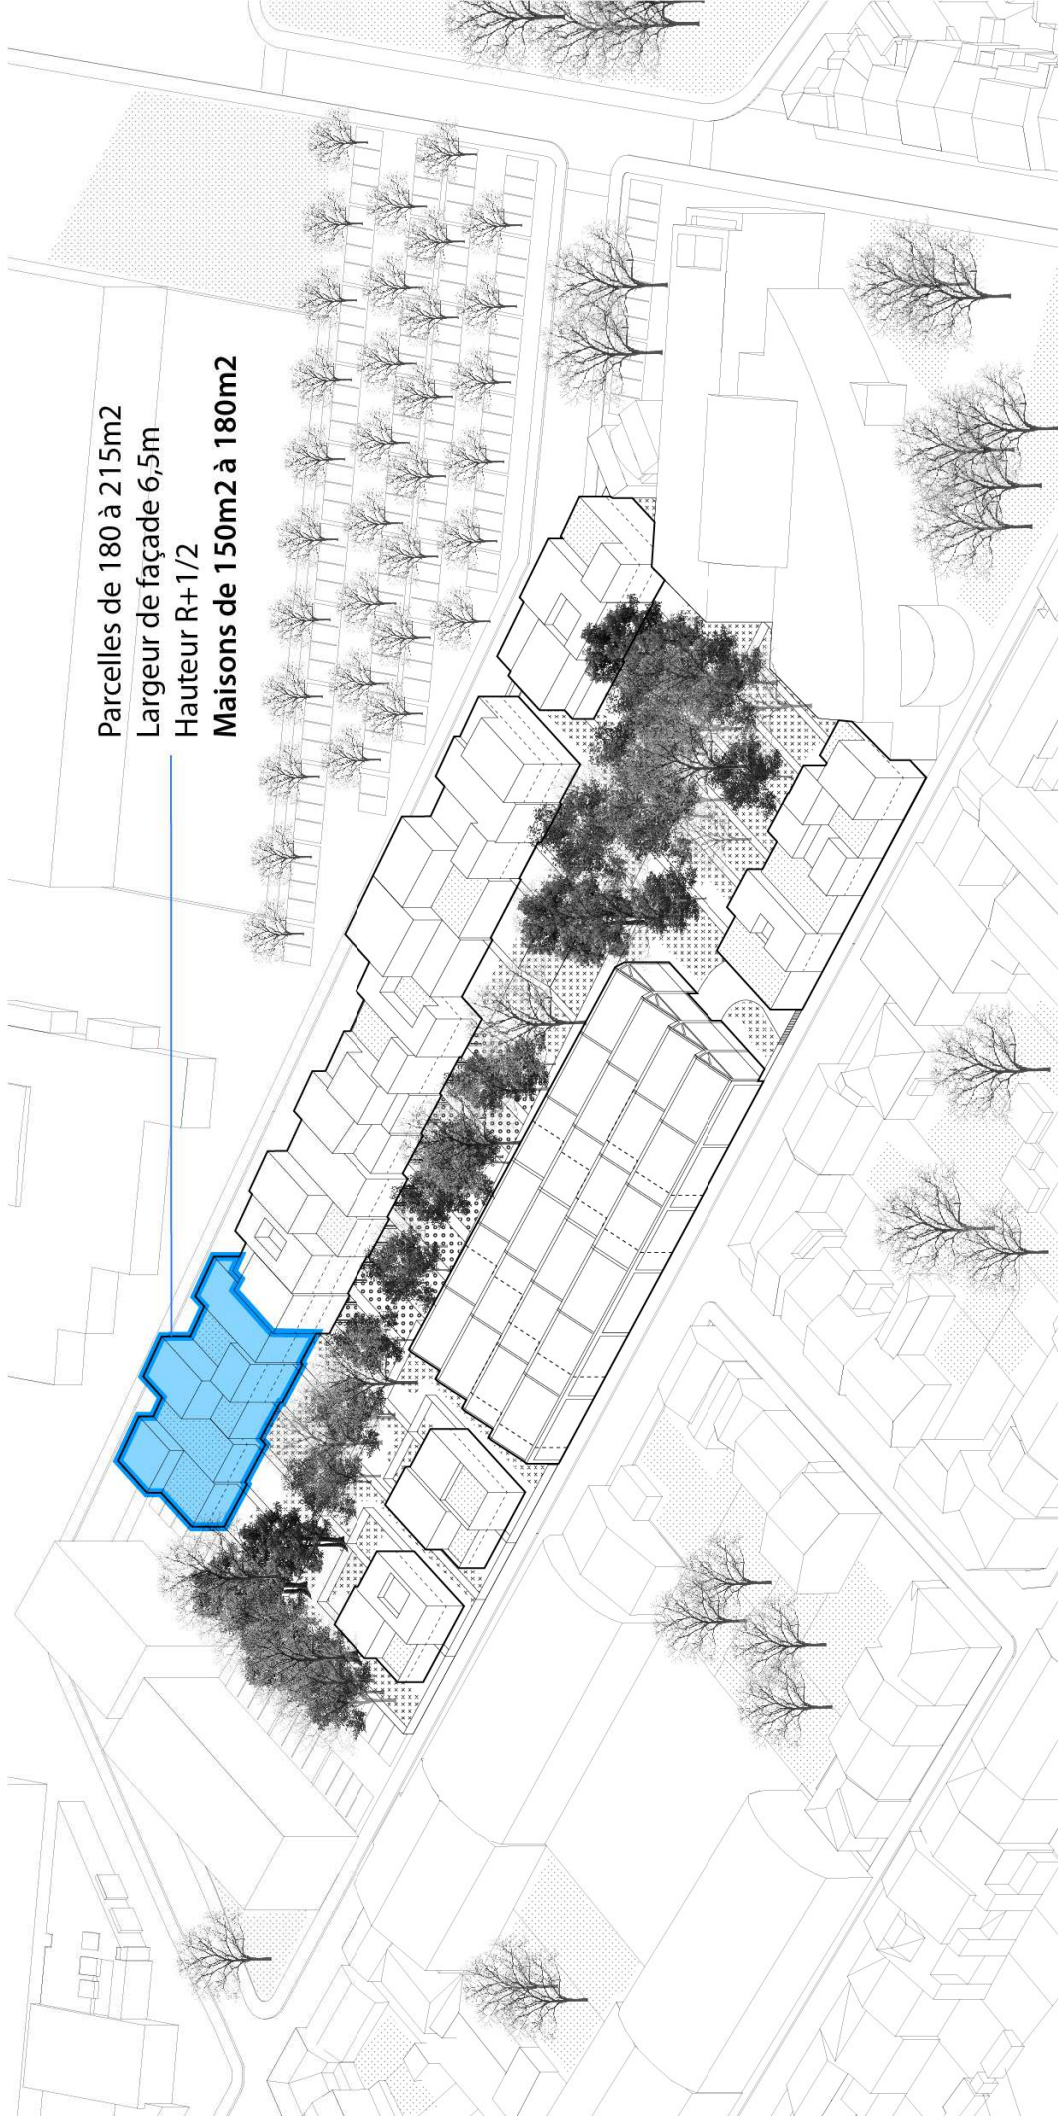 Parcelles de 180 à 215m2
Largeur de façade 6,5m
Hauteur R+1/2
Maisons de 150m2 à 180m2